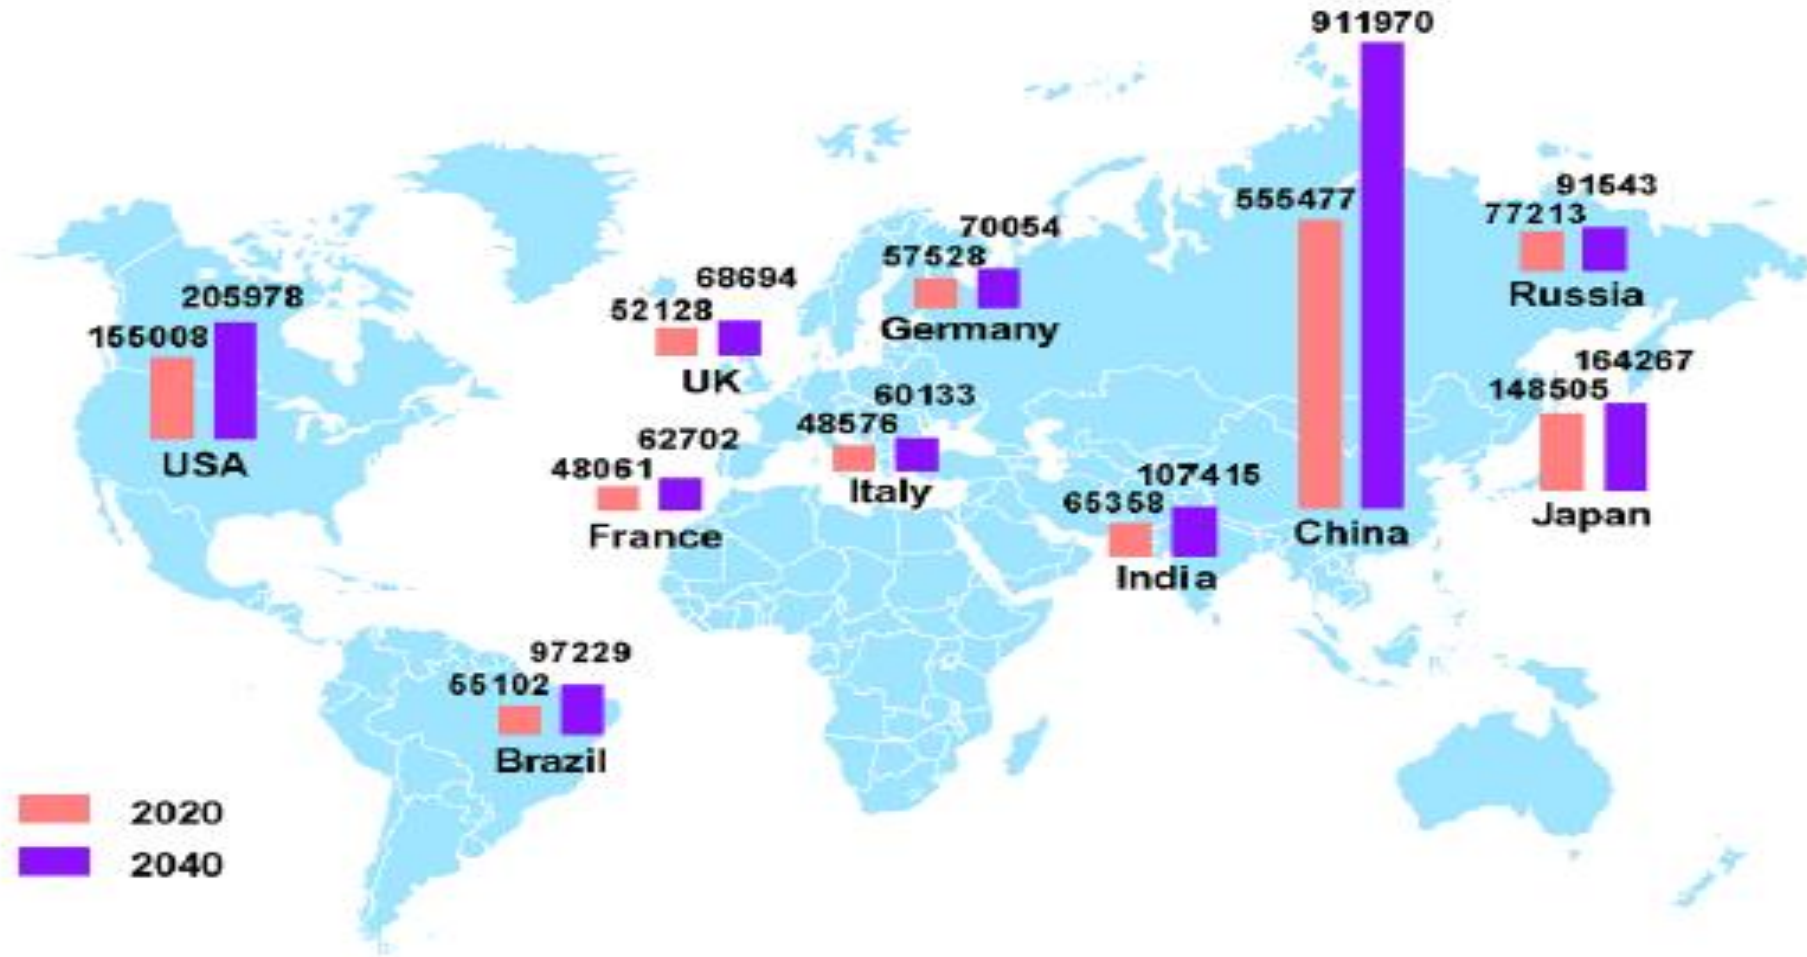 911970
555477
China
91543
77213
Russia
70054
57528
Germany
68694
52128
UK
205978
155008
USA
164267
148505
Japan
60133
48576
Italy
62702
48061
France
107415
65358
India
97229
55102
Brazil
2020
2040